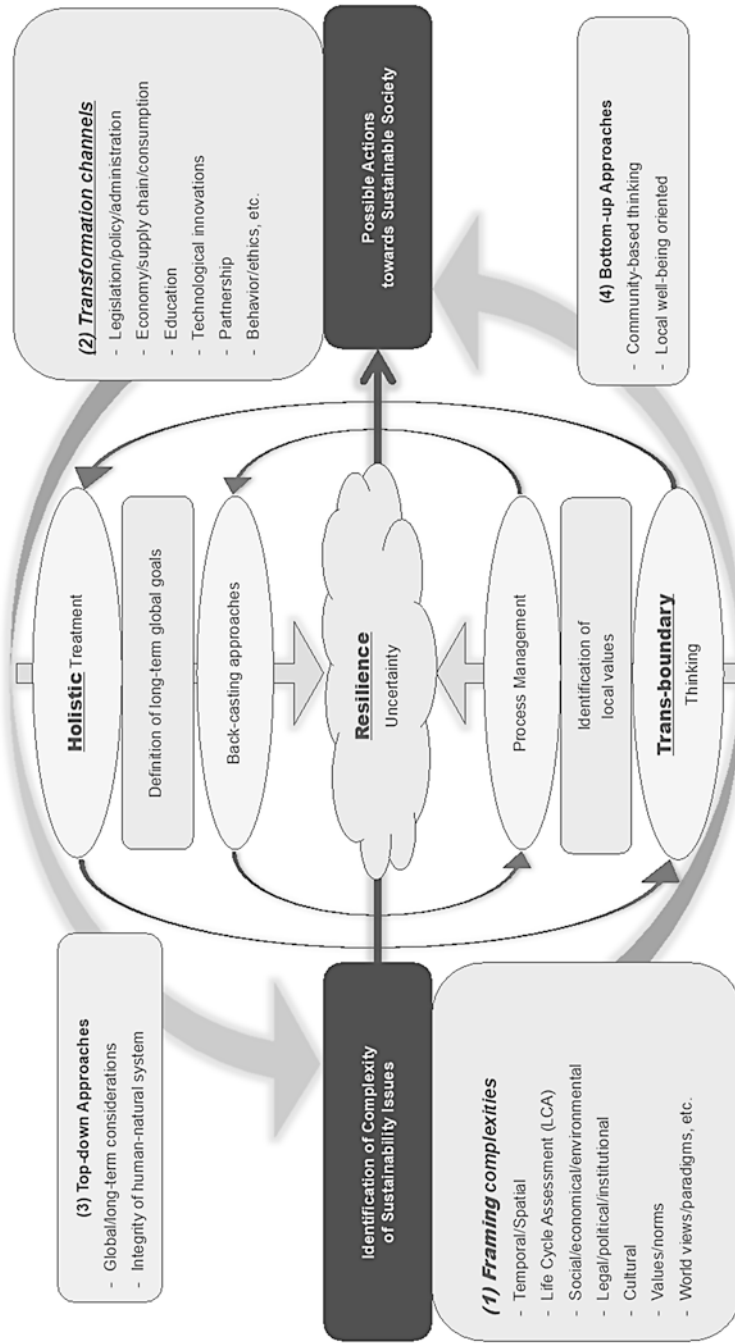 (3) Top-down Approaches
- Global/long-term considerations
- Integrity of human-natural system
Holistic Treatment
Definition of long-term global goals
Back-casting approaches
(2) Transformation channels
- Legislation/policy/administration
- Economy/supply chain/consumption
- Education
- Technological innovations
- Partnership
- Behavior/ethics, etc.
Identification of Complexity
of Sustainability Issues
Resilience
Uncertainty
Possible Actions
towards Sustainable Society
(1) Framing complexities
- Temporal/Spatial
- Life Cycle Assessment (LCA)
- Social/economical/environmental
- Legal/political/institutional
- Cultural
- Values/norms
- World views/paradigms, etc.
Process Management
Identification of
local values
Trans-boundary
Thinking
(4) Bottom-up Approaches
- Community-based thinking
- Local well-being oriented